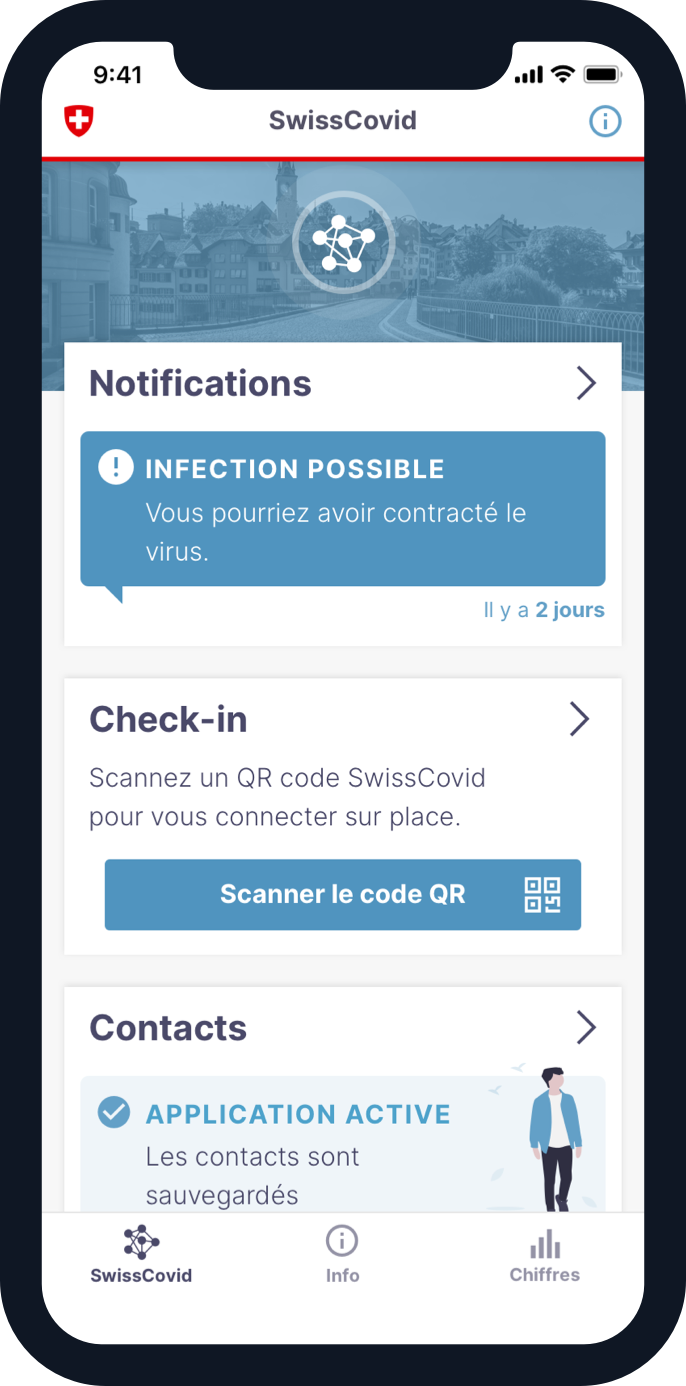 9:41
SwissCovid
Notifications
INFECTION POSSIBLE
Vous pourriez avoir contracté le
virus.
Il y a 2 jours
Check-in
Scannez un QR code SwissCovid
pour vous connecter sur place.
Scanner le code QR
Contacts
APPLICATION ACTIVE
Les contacts sont
sauvegardés
SwissCovid
Info
Chiffres